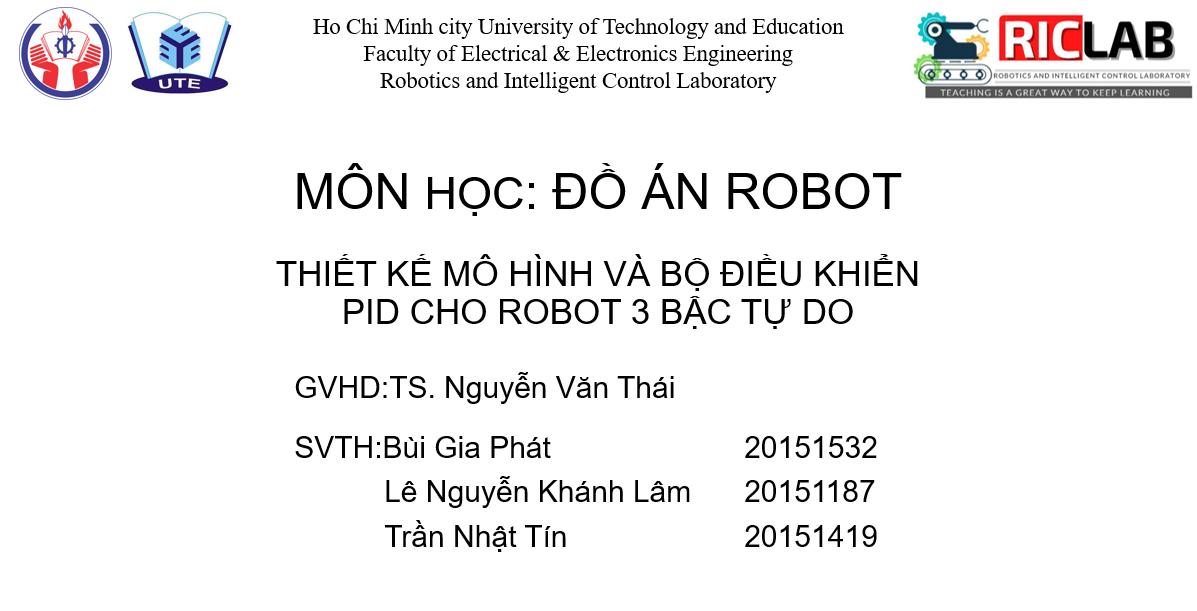 Ho Chi Minh city University of Technology and Education
Faculty of Electrical & Electronics Engineering
Robotics and Intelligent Control Laboratory
UTE
RICLAB
ROBOTICS AND INTELLIGENT CONTROL LABORATORY
TEACHING IS A GREAT WAY TO KEEP LEARNING
MÔN HỌC: ĐỒ ÁN ROBOT
THIẾT KẾ MÔ HÌNH VÀ BỘ ĐIỀU KHIỂN
PID CHO ROBOT 3 BẬC TỰ DO
GVHD:TS. Nguyễn Văn Thái
SVTH:Bùi Gia Phát 20151532
Lê Nguyễn Khánh Lâm 20151187
Trần Nhật Tín 20151419